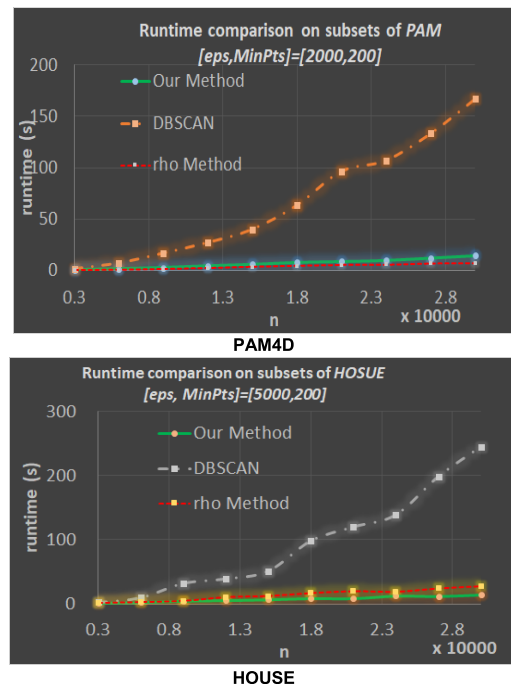 Runtime comparison on subsets of PAM
[eps,MinPts]=[2000,200]
200
150
100
50
0
runtime (s)
Our Method
DBSCAN
rho Method
0.3 0.8 1.3 1.8 2.3 2.8
n
x 10000
PAM4D
Runtime comparison on subsets of HOSUE
[eps, MinPts]=[5000,200]
300
200
100
0
runtime (s)
Our Method
DBSCAN
rho Method
0.3 0.8 1.3 1.8 2.3 2.8
n
x 10000
HOUSE